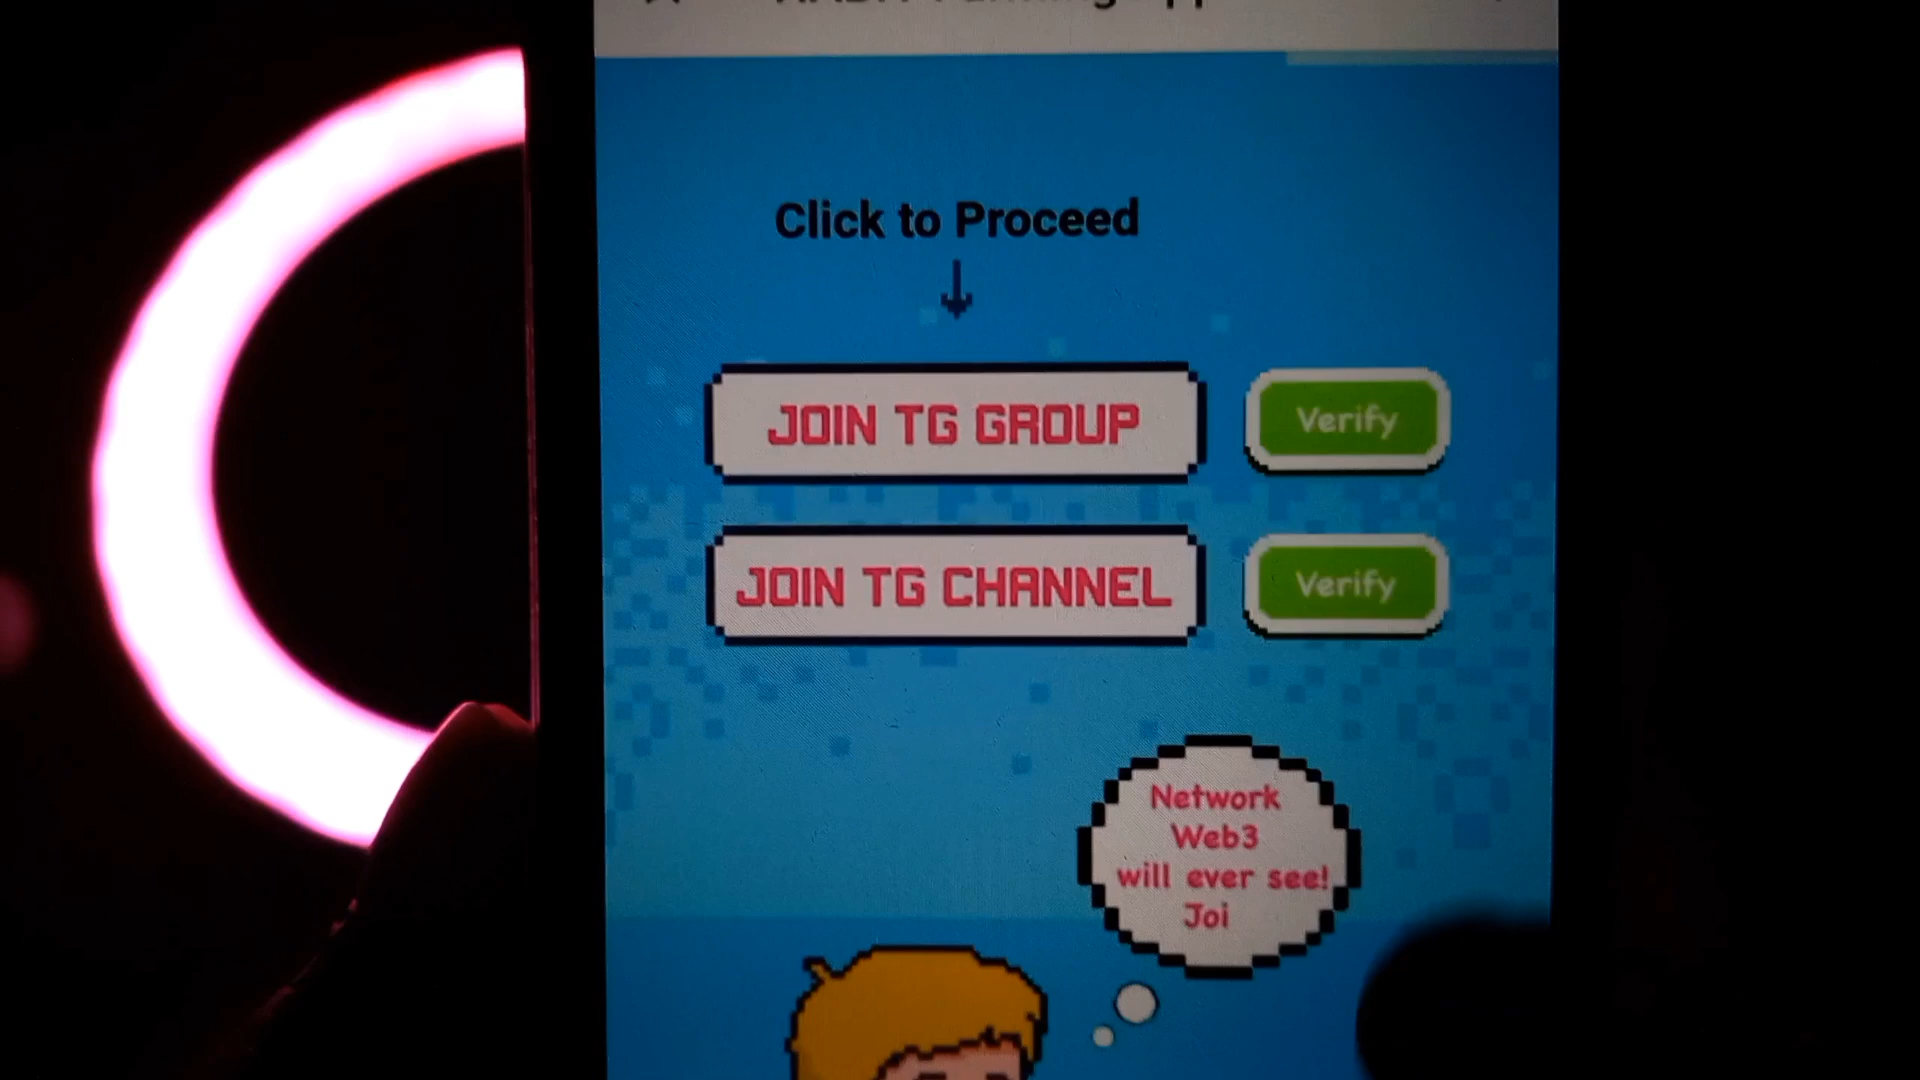 Click to Proceed
JOIN TG GROUP
Verify
JOIN TG CHANNEL
Verify
Network
Web3
will ever see!
Joi